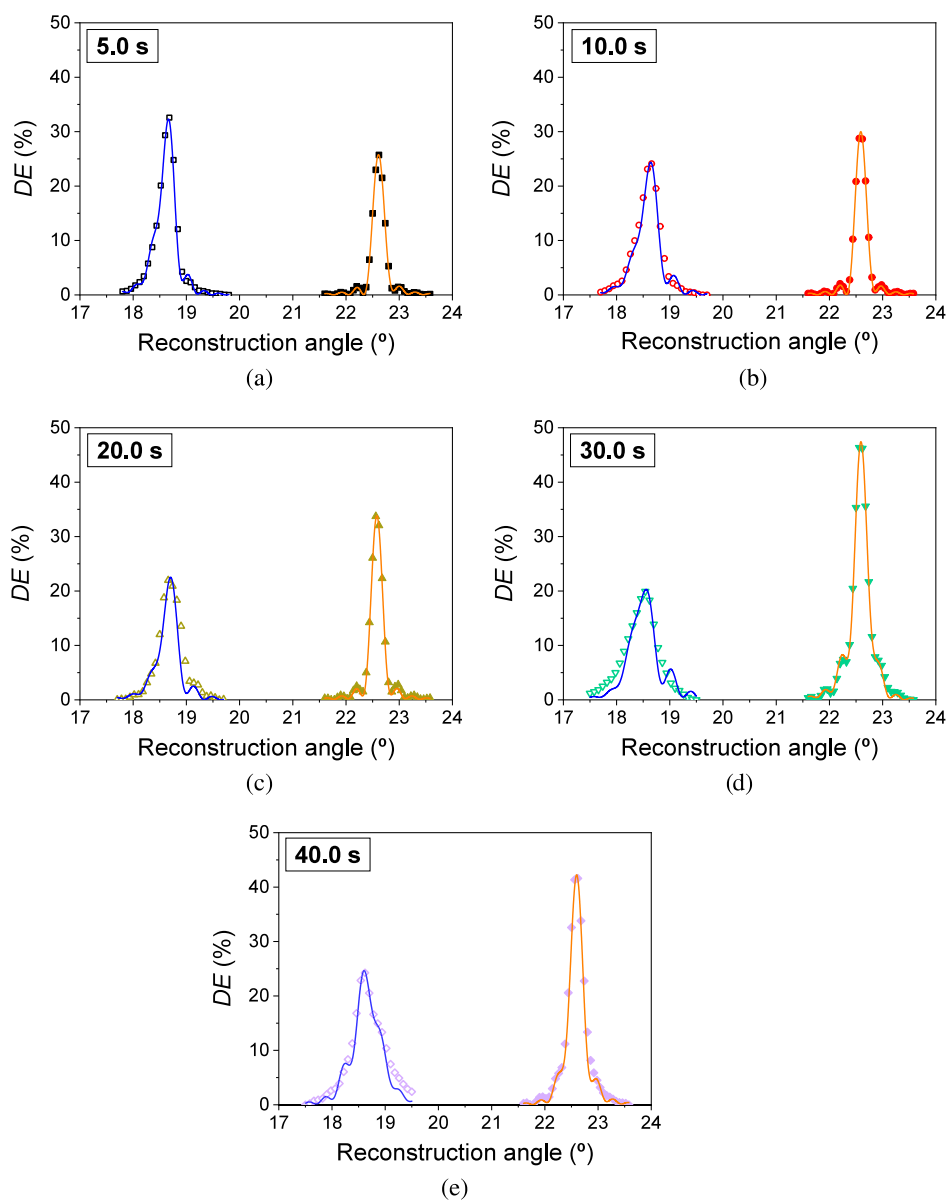 50
40
30
20
10
0
DE (%)
5.0 s
17 18 19 20 21 22 23 24
Reconstruction angle (º)
(a)
50
40
30
20
10
0
DE (%)
10.0 s
17 18 19 20 21 22 23 24
Reconstruction angle (º)
(b)
50
40
30
20
10
0
DE (%)
20.0 s
17 18 19 20 21 22 23 24
Reconstruction angle (º)
(c)
50
40
30
20
10
0
DE (%)
30.0 s
17 18 19 20 21 22 23 24
Reconstruction angle (º)
(d)
50
40
30
20
10
0
DE (%)
40.0 s
17 18 19 20 21 22 23 24
Reconstruction angle (º)
(e)